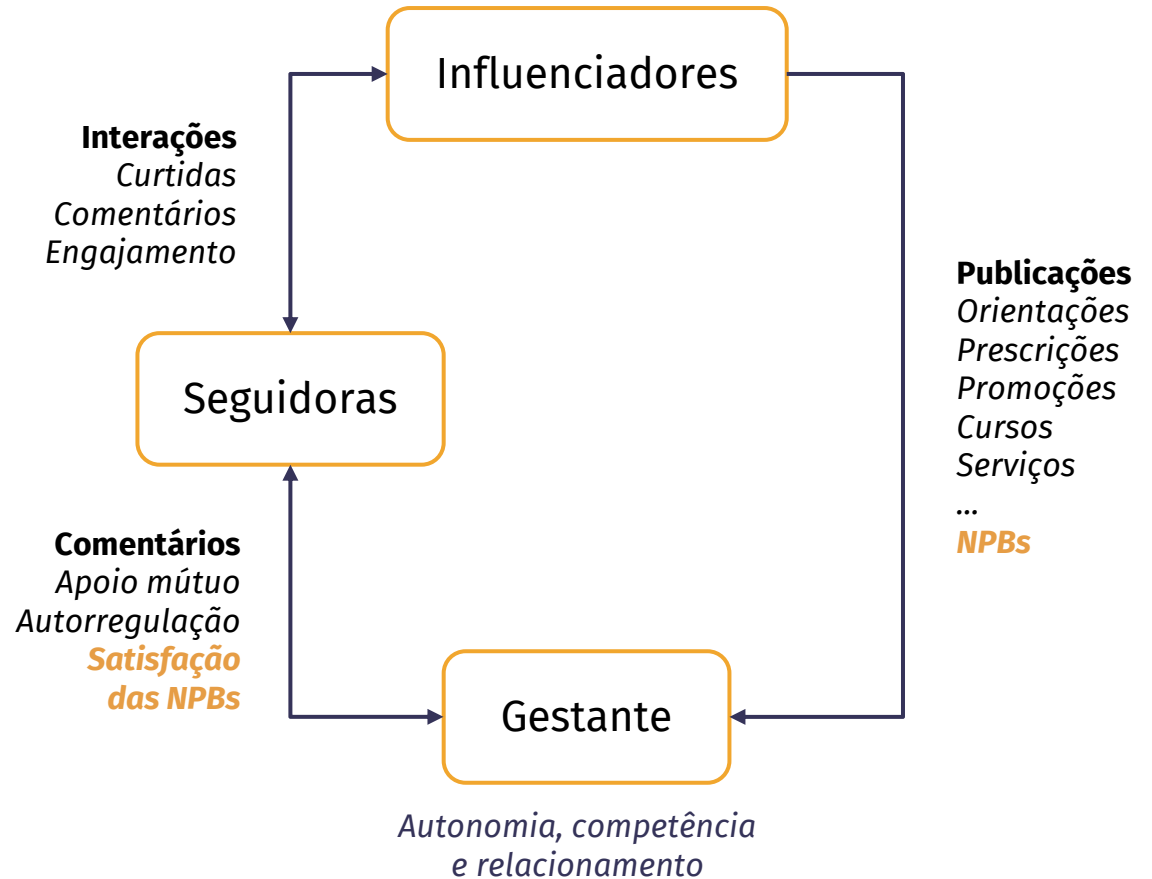 Influenciadores
Interações
Curtidas
Comentários
Engajamento
Publicações
Orientações
Prescrições
Promoções
Cursos
Serviços
...
NPBs
Seguidoras
Comentários
Apoio mútuo
Autorregulação
Satisfação
das NPBs
Gestante
Autonomia, competência
e relacionamento